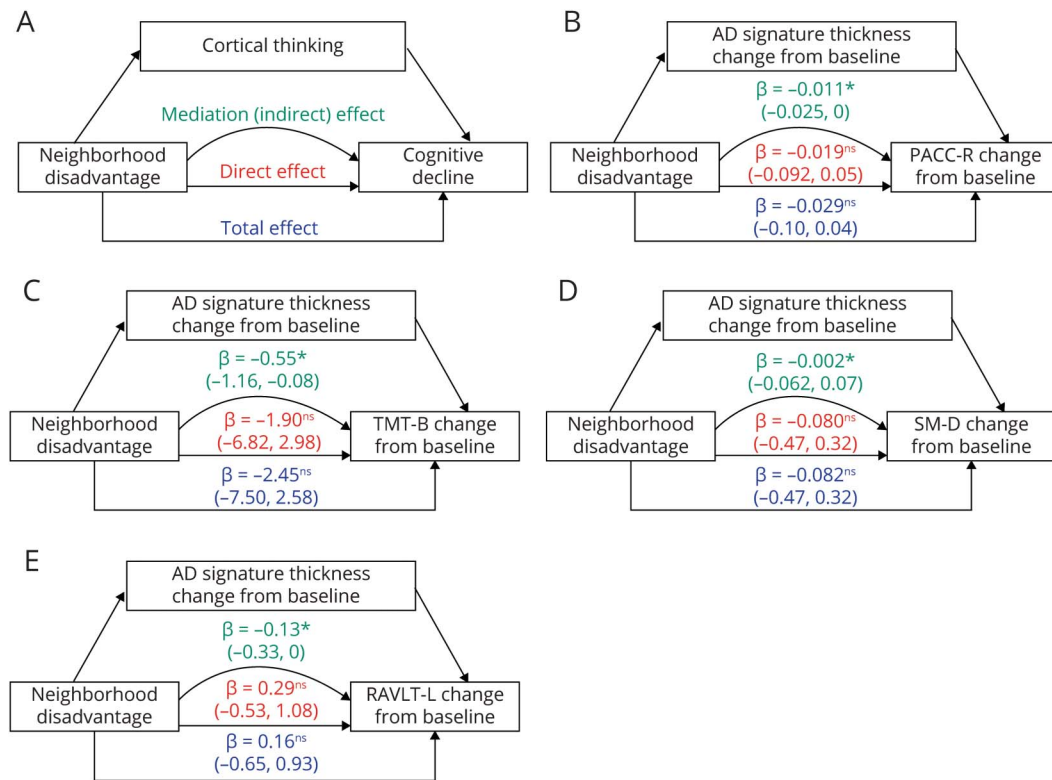 A
Cortical thinking
Mediation (indirect) effect
Neighborhood
disadvantage
Direct effect
Cognitive
decline
Total effect
B
AD signature thickness
change from baseline
β = –0.011*
(–0.025, 0)
Neighborhood
disadvantage
β = –0.019ns
(–0.092, 0.05)
PACC-R change
from baseline
β = –0.029ns
(–0.10, 0.04)
C
AD signature thickness
change from baseline
β = –0.55*
(–1.16, –0.08)
Neighborhood
disadvantage
β = –1.90ns
(–6.82, 2.98)
TMT-B change
from baseline
β = –2.45ns
(–7.50, 2.58)
D
AD signature thickness
change from baseline
β = –0.002*
(–0.062, 0.07)
Neighborhood
disadvantage
β = –0.080ns
(–0.47, 0.32)
SM-D change
from baseline
β = –0.082ns
(–0.47, 0.32)
E
AD signature thickness
change from baseline
β = –0.13*
(–0.33, 0)
Neighborhood
disadvantage
β = 0.29ns
(–0.53, 1.08)
RAVLT-L change
from baseline
β = 0.16ns
(–0.65, 0.93)